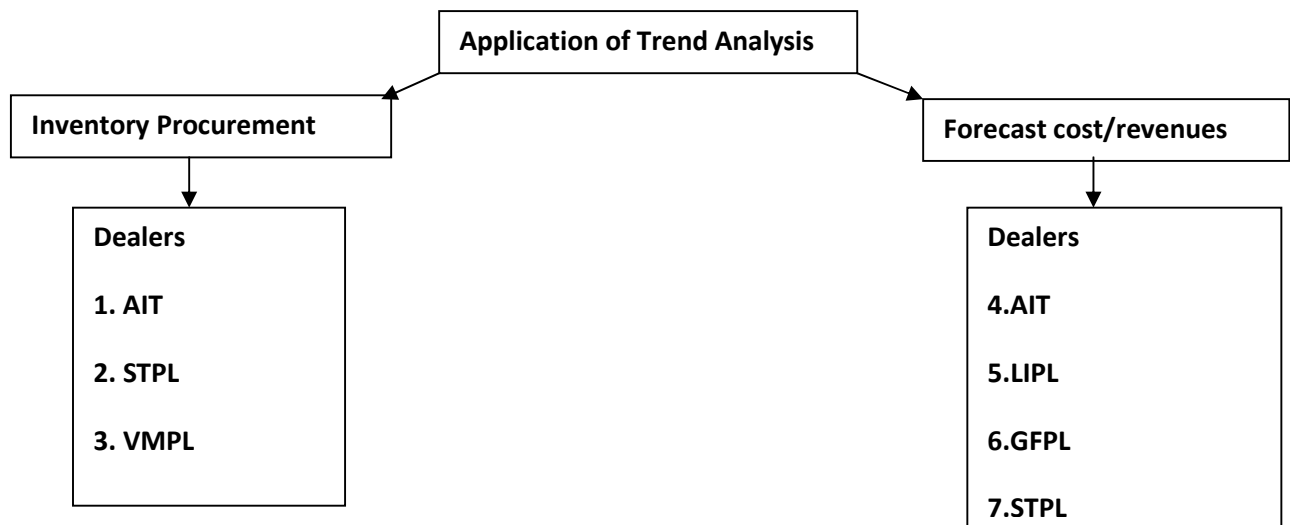 Application of Trend Analysis
Inventory Procurement
Forecast cost/revenues
Dealers
1. AIT
2. STPL
3. VMPL
Dealers
4.AIT
5.LIPL
6.GFPL
7.STPL